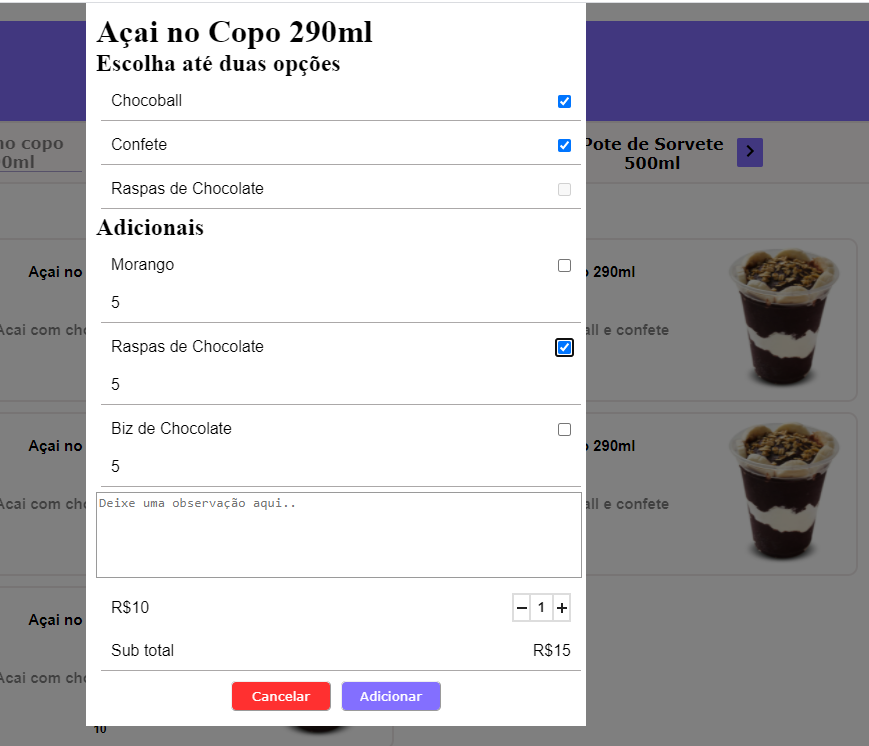 Açai no Copo 290ml
Escolha até duas opções
Chocoball
Confete
Raspas de Chocolate
Adicionais
Morango
5
Raspas de Chocolate
5
Biz de Chocolate
5
Deixe uma observação aqui..
R$10
1
Sub total
R$15
Cancelar
Adicionar
no copo
0ml
Pote de Sorvete
500ml
Açai no
Acai com cho
290ml
all e confete
Açai no
Acai com cho
290ml
all e confete
Açai no
Acai com cho
10